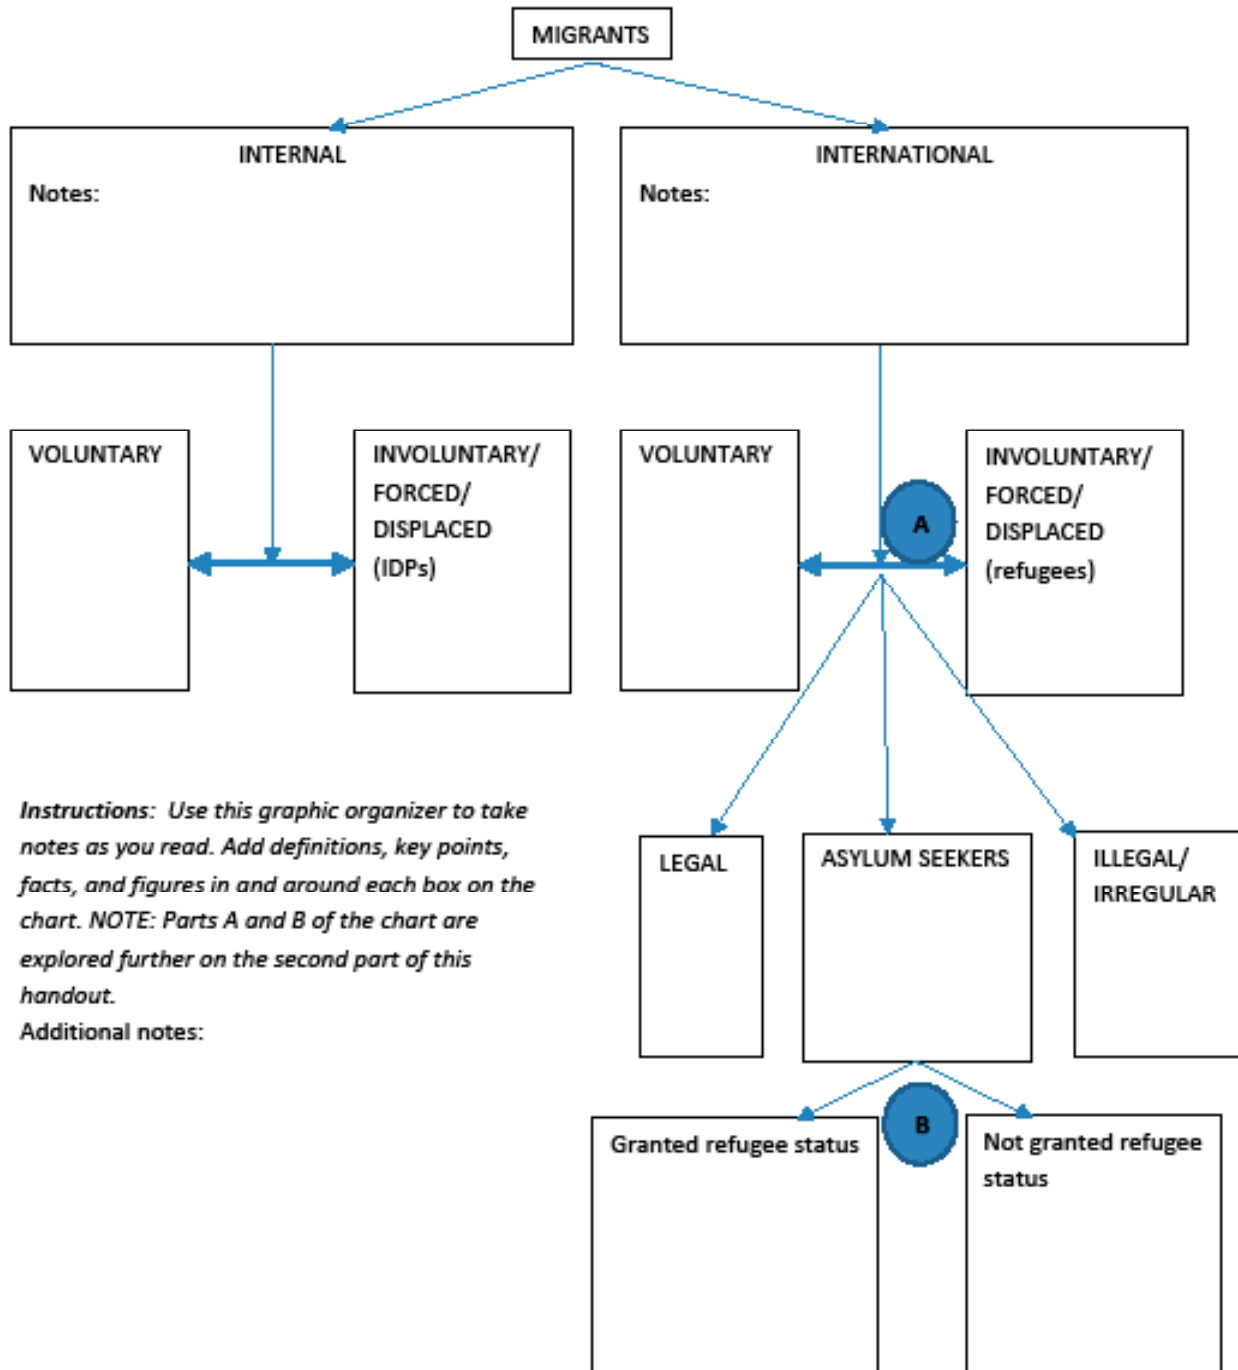 MIGRANTS
INTERNAL
Notes:
INTERNATIONAL
Notes:
VOLUNTARY
INVOLUNTARY/
FORCED/
DISPLACED
(IDPs)
VOLUNTARY
A
INVOLUNTARY/
FORCED/
DISPLACED
(refugees)
Instructions: Use this graphic organizer to take
notes as you read. Add definitions, key points,
facts, and figures in and around each box on the
chart. NOTE: Parts A and B of the chart are
explored further on the second part of this
handout.
Additional notes:
LEGAL
ASYLUM SEEKERS
ILLEGAL/
IRREGULAR
Granted refugee status
B
Not granted refugee
status